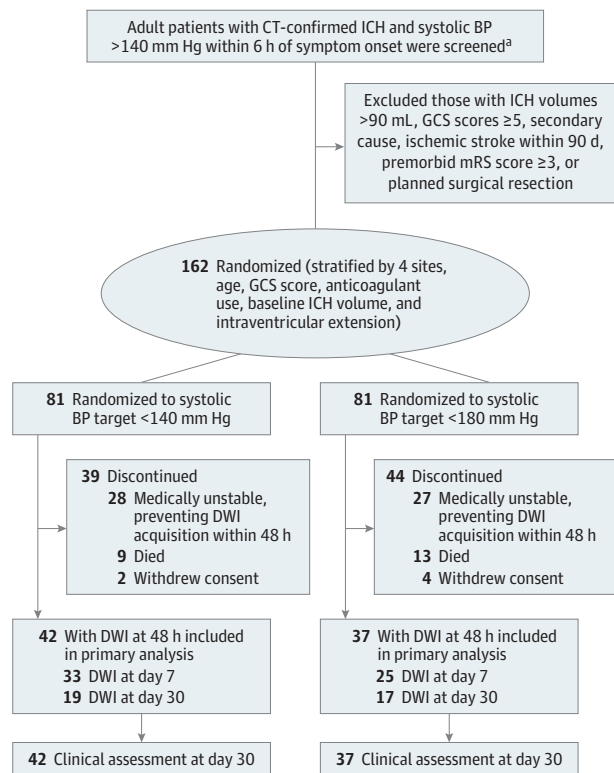 Adult patients with CT-confirmed ICH and systolic BP
>140 mm Hg within 6 h of symptom onset were screenedª
Excluded those with ICH volumes
>90 mL, GCS scores ≥5, secondary
cause, ischemic stroke within 90 d,
premorbid mRS score ≥3, or
planned surgical resection
162 Randomized (stratified by 4 sites,
age, GCS score, anticoagulant
use, baseline ICH volume, and
intraventricular extension)
81 Randomized to systolic
BP target <140 mm Hg
39 Discontinued
28 Medically unstable,
preventing DWI
acquisition within 48 h
9 Died
2 Withdrew consent
42 With DWI at 48 h included
in primary analysis
33 DWI at day 7
19 DWI at day 30
42 Clinical assessment at day 30
81 Randomized to systolic
BP target <180 mm Hg
44 Discontinued
27 Medically unstable,
preventing DWI
acquisition within 48 h
13 Died
4 Withdrew consent
37 With DWI at 48 h included
in primary analysis
25 DWI at day 7
17 DWI at day 30
37 Clinical assessment at day 30